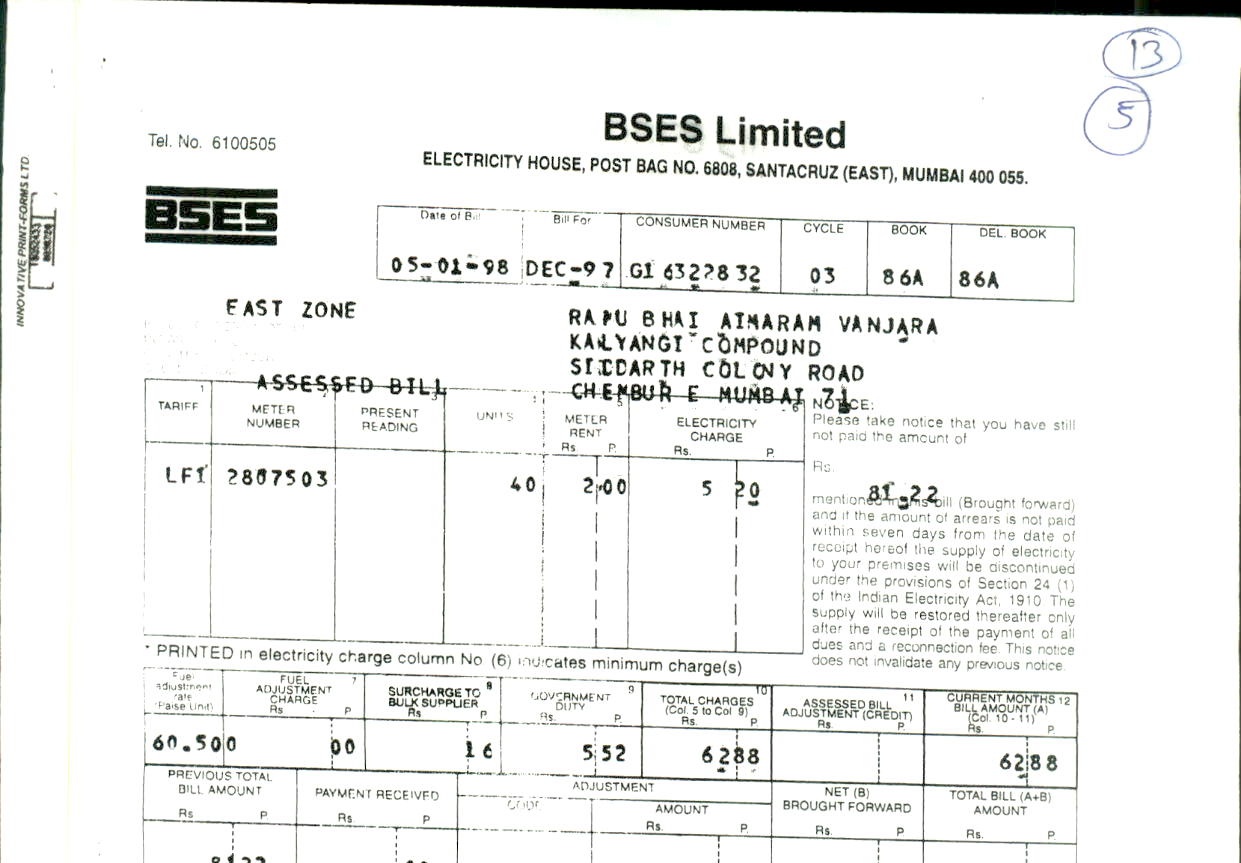 13
5
BSES Limited
Tel. No. 6100505
ELECTRICITY HOUSE, POST BAG NO. 6808, SANTACRUZ (EAST), MUMBAI 400 055.
INNOVATIVE PRINT-FORMS LTD
BSES
Date of Bill Bill For CONSUMER NUMBER CYCLE BOOK DEL. BOOK
05-01-98 DEC-97 G1 6322832 03 86A 86A
EAST ZONE
RAPU BHAI AIMARAM VANJARA
KALYANGI COMPOUND
SIDDARTH COLONY ROAD
CHEMBUR E MUMBAI 71
ASSESSED BILL
1 TARIFF METER NUMBER PRESENT READING UNITS METER RENT Rs P. 5 ELECTRICITY CHARGE Rs. P. 6
LF1 2807503 40 2.00 5 20
NOTICE:
Please take notice that you have still
not paid the amount of
Rs.
81.22
mentioned in this bill (Brought forward)
and if the amount of arrears is not paid
within seven days from the date of
receipt hereof the supply of electricity
to your premises will be discontinued
under the provisions of Section 24 (1)
of the Indian Electricity Act, 1910 The
supply will be restored thereafter only
after the receipt of the payment of all
dues and a reconnection fee. This notice
does not invalidate any previous notice.
* PRINTED in electricity charge column No (6) indicates minimum charge(s)
Fuel adjustment rate (Paise Unit) FUEL ADJUSTMENT CHARGE Rs P 7 SURCHARGE TO BULK SUPPLIER Rs P. 8 GOVERNMENT DUTY Rs. P. 9 TOTAL CHARGES (Col. 5 to Col 9) Rs. P. 10 ASSESSED BILL ADJUSTMENT (CREDIT) Rs. P. 11 CURRENT MONTHS BILL AMOUNT (A) (Col. 10 - 11) Rs. P. 12
60.500 00 16 5 52 62 88 62 88
PREVIOUS TOTAL BILL AMOUNT Rs P. PAYMENT RECEIVED Rs P. ADJUSTMENT CODE AMOUNT Rs. P. NET (B) BROUGHT FORWARD Rs. P TOTAL BILL (A+B) AMOUNT Rs. P.